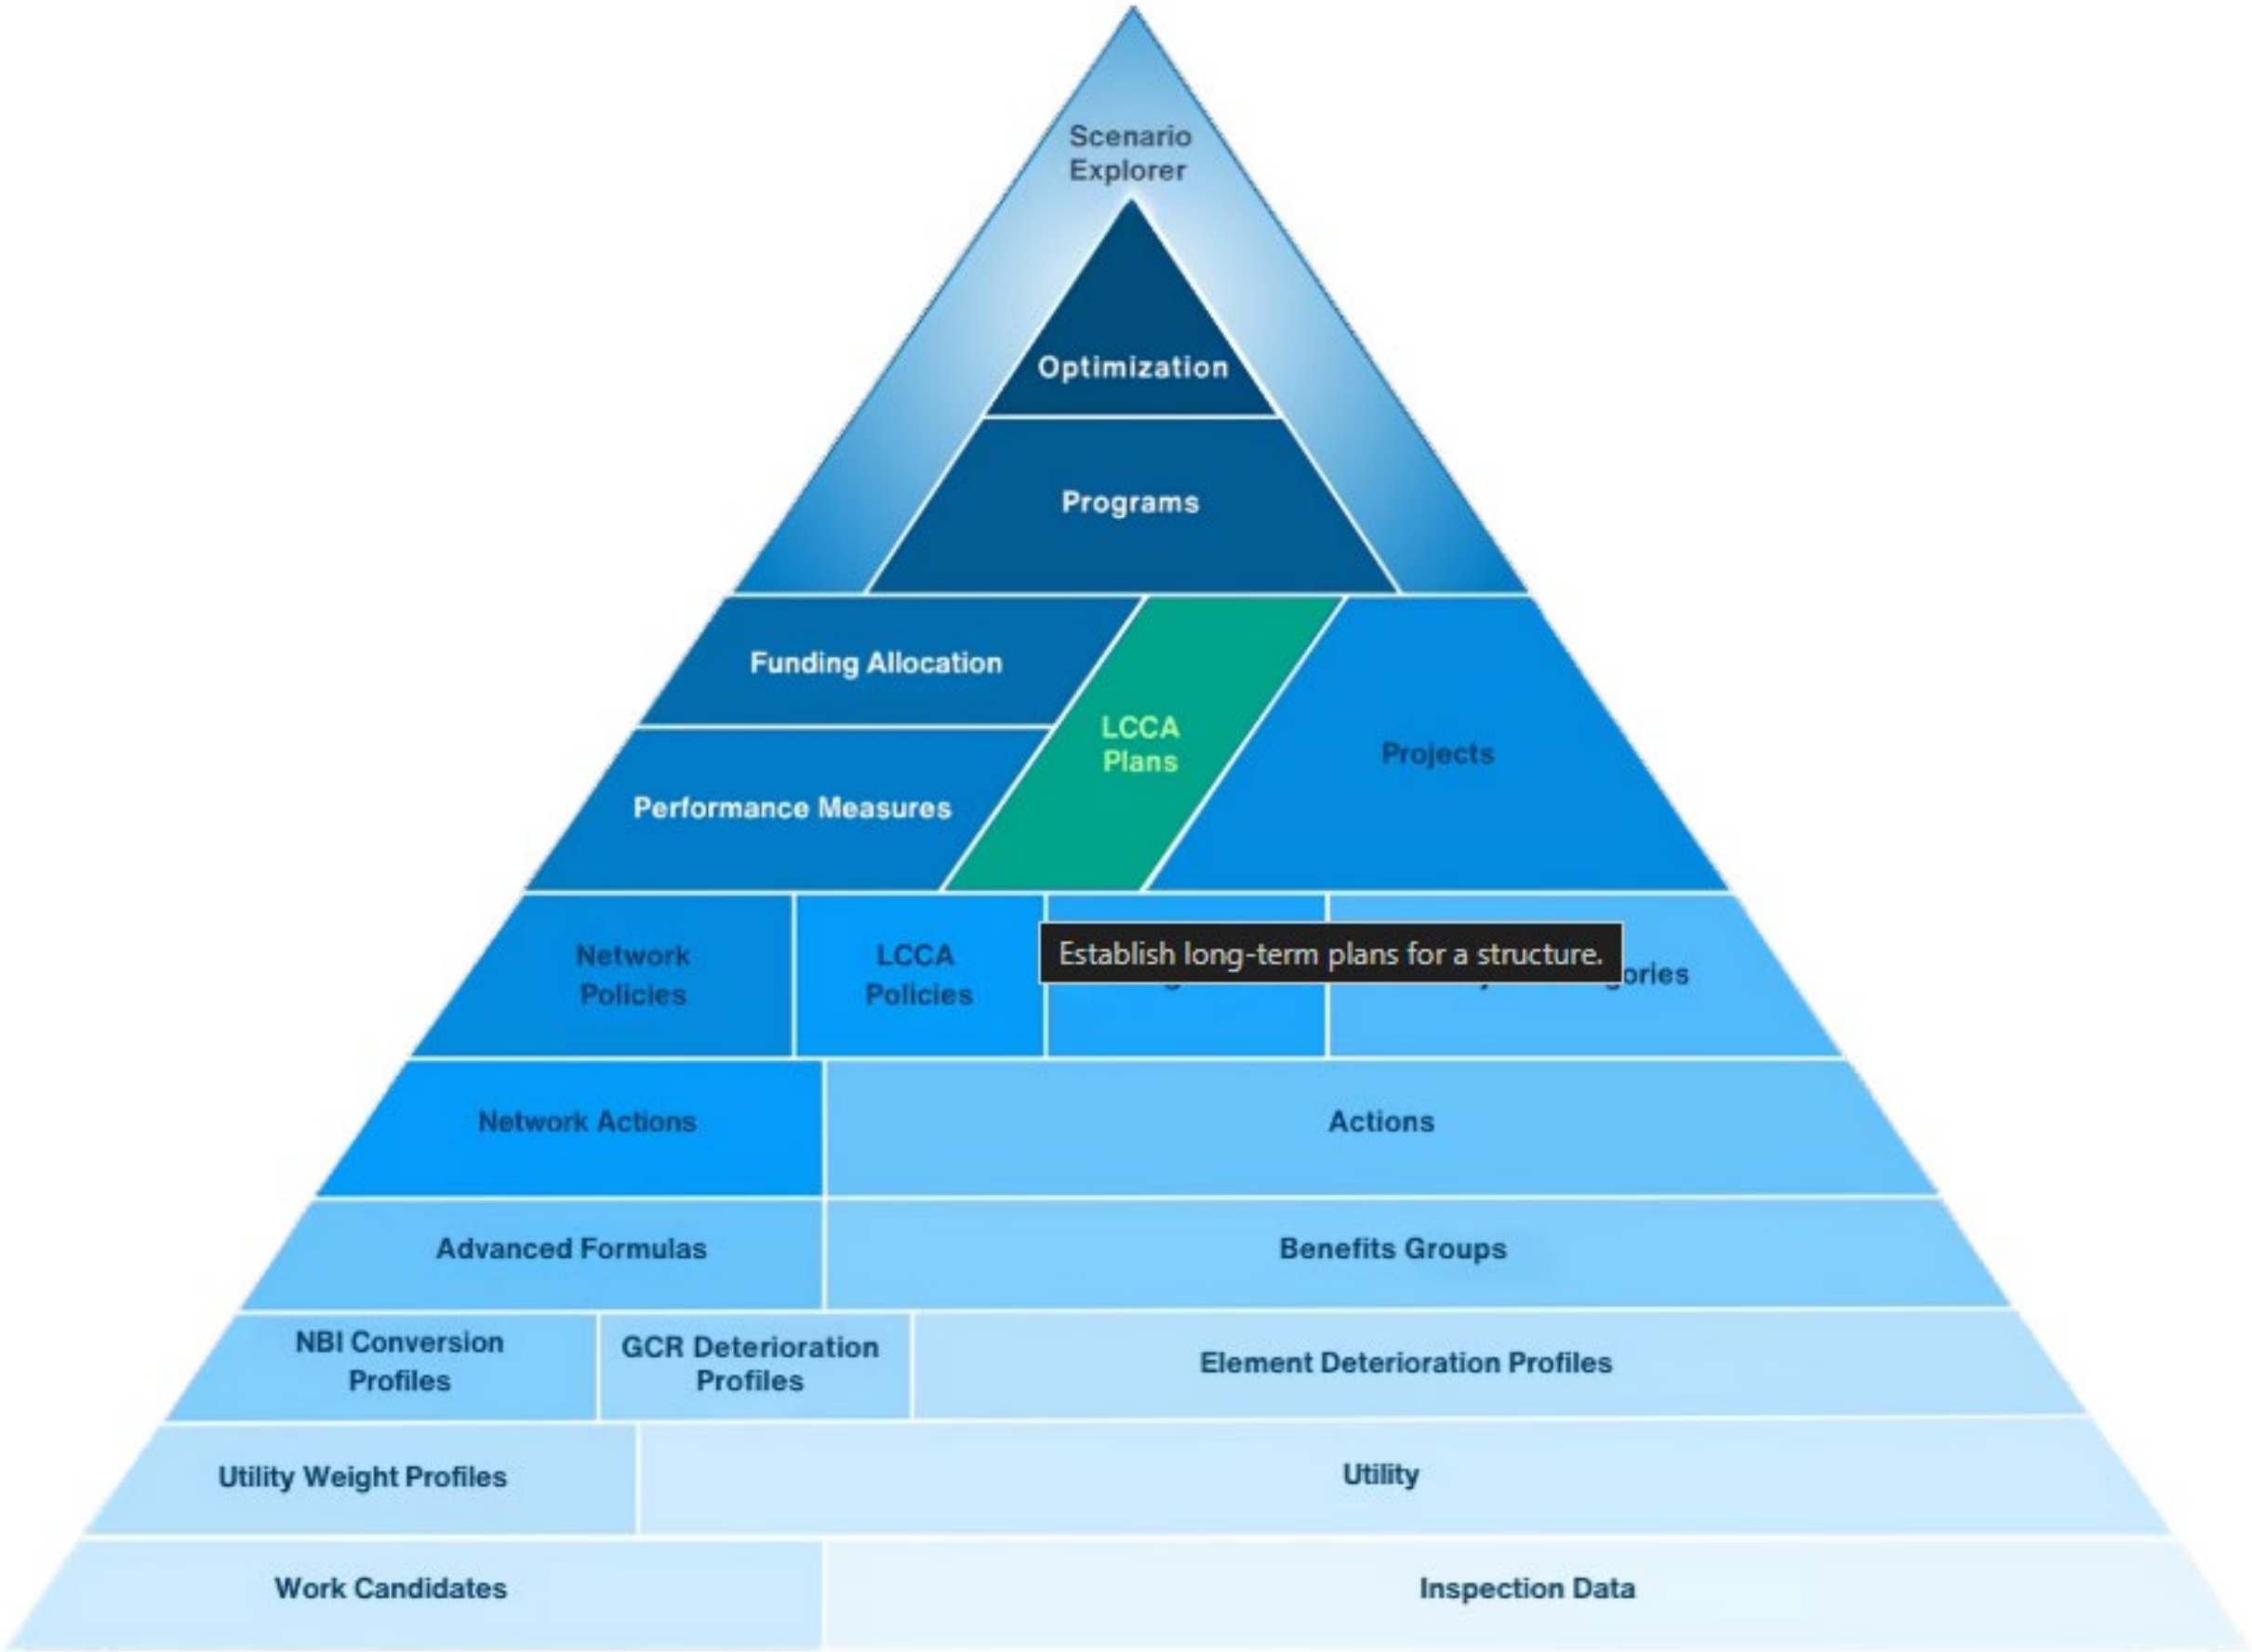 Scenario
Explorer
Optimization
Programs
Funding Allocation
LCCA
Plans
Projects
Performance Measures
Network
Policies
LCCA
Policies
Establish long-term plans for a structure.
Network Actions
Actions
Advanced Formulas
Benefits Groups
NBI Conversion
Profiles
GCR Deterioration
Profiles
Element Deterioration Profiles
Utility Weight Profiles
Utility
Work Candidates
Inspection Data